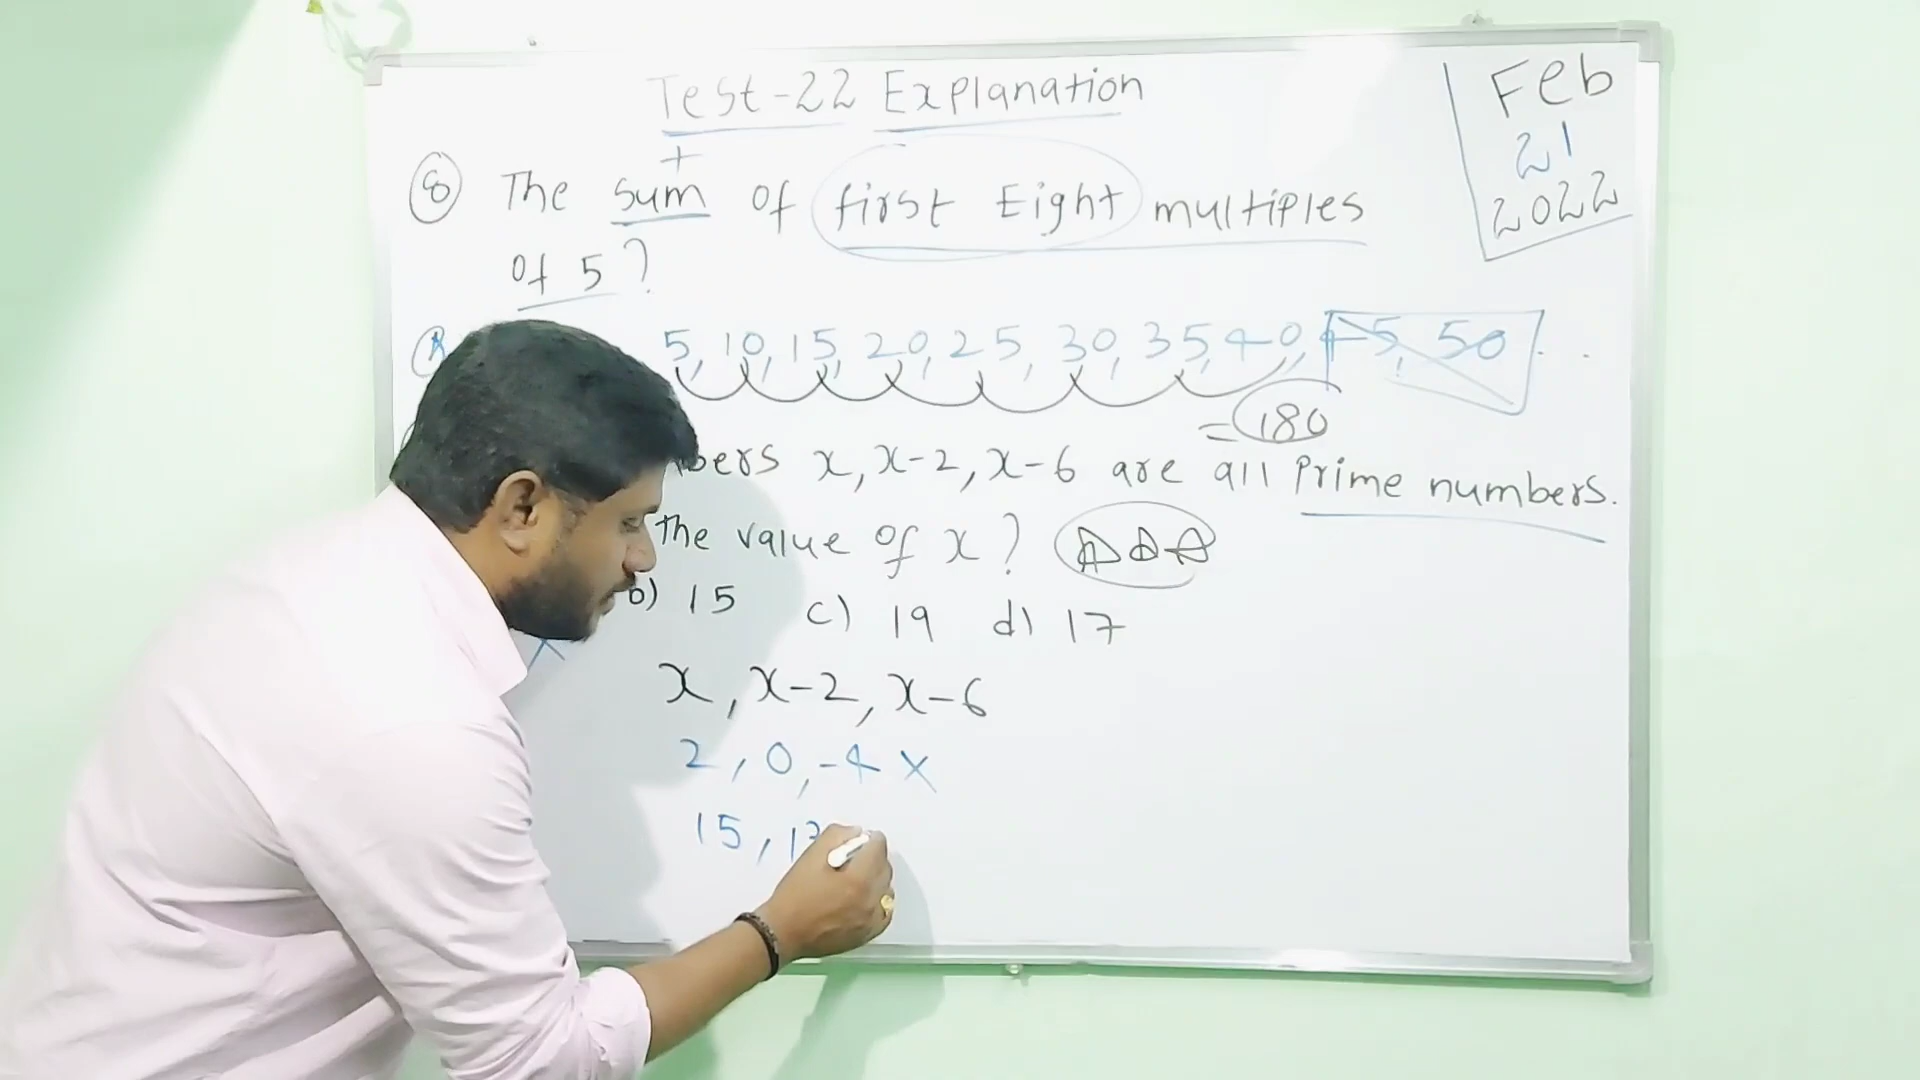 Test-22 Explanation
Feb
21
2022
+
8 The sum of first Eight multiples
of 5?
5, 10, 15, 20, 25, 30, 35, 40, 45, 50 . .
= 180
bers x, x-2, x-6 are all Prime numbers.
the value of x?
b) 15 c) 19 d) 17
x, x-2, x-6
2, 0, -4 x
15, 13